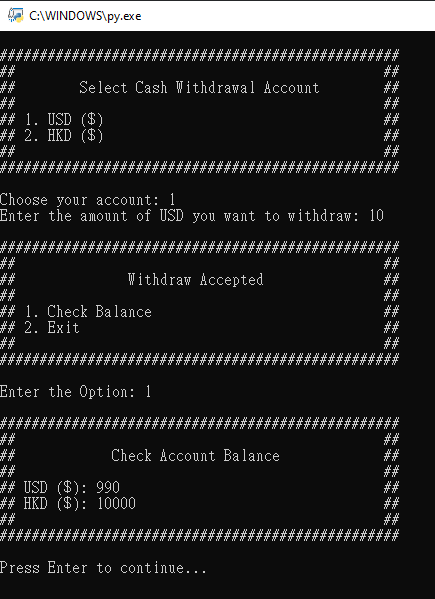 C:\WINDOWS\py.exe
##################################################
##                                              ##
##        Select Cash Withdrawal Account        ##
##                                              ##
## 1. USD ($)                                   ##
## 2. HKD ($)                                   ##
##                                              ##
##################################################
Choose your account: 1
Enter the amount of USD you want to withdraw: 10
##################################################
##                                              ##
##              Withdraw Accepted               ##
##                                              ##
## 1. Check Balance                             ##
## 2. Exit                                      ##
##                                              ##
##################################################
Enter the Option: 1
##################################################
##                                              ##
##            Check Account Balance             ##
##                                              ##
## USD ($): 990                                 ##
## HKD ($): 10000                               ##
##                                              ##
##################################################
Press Enter to continue...